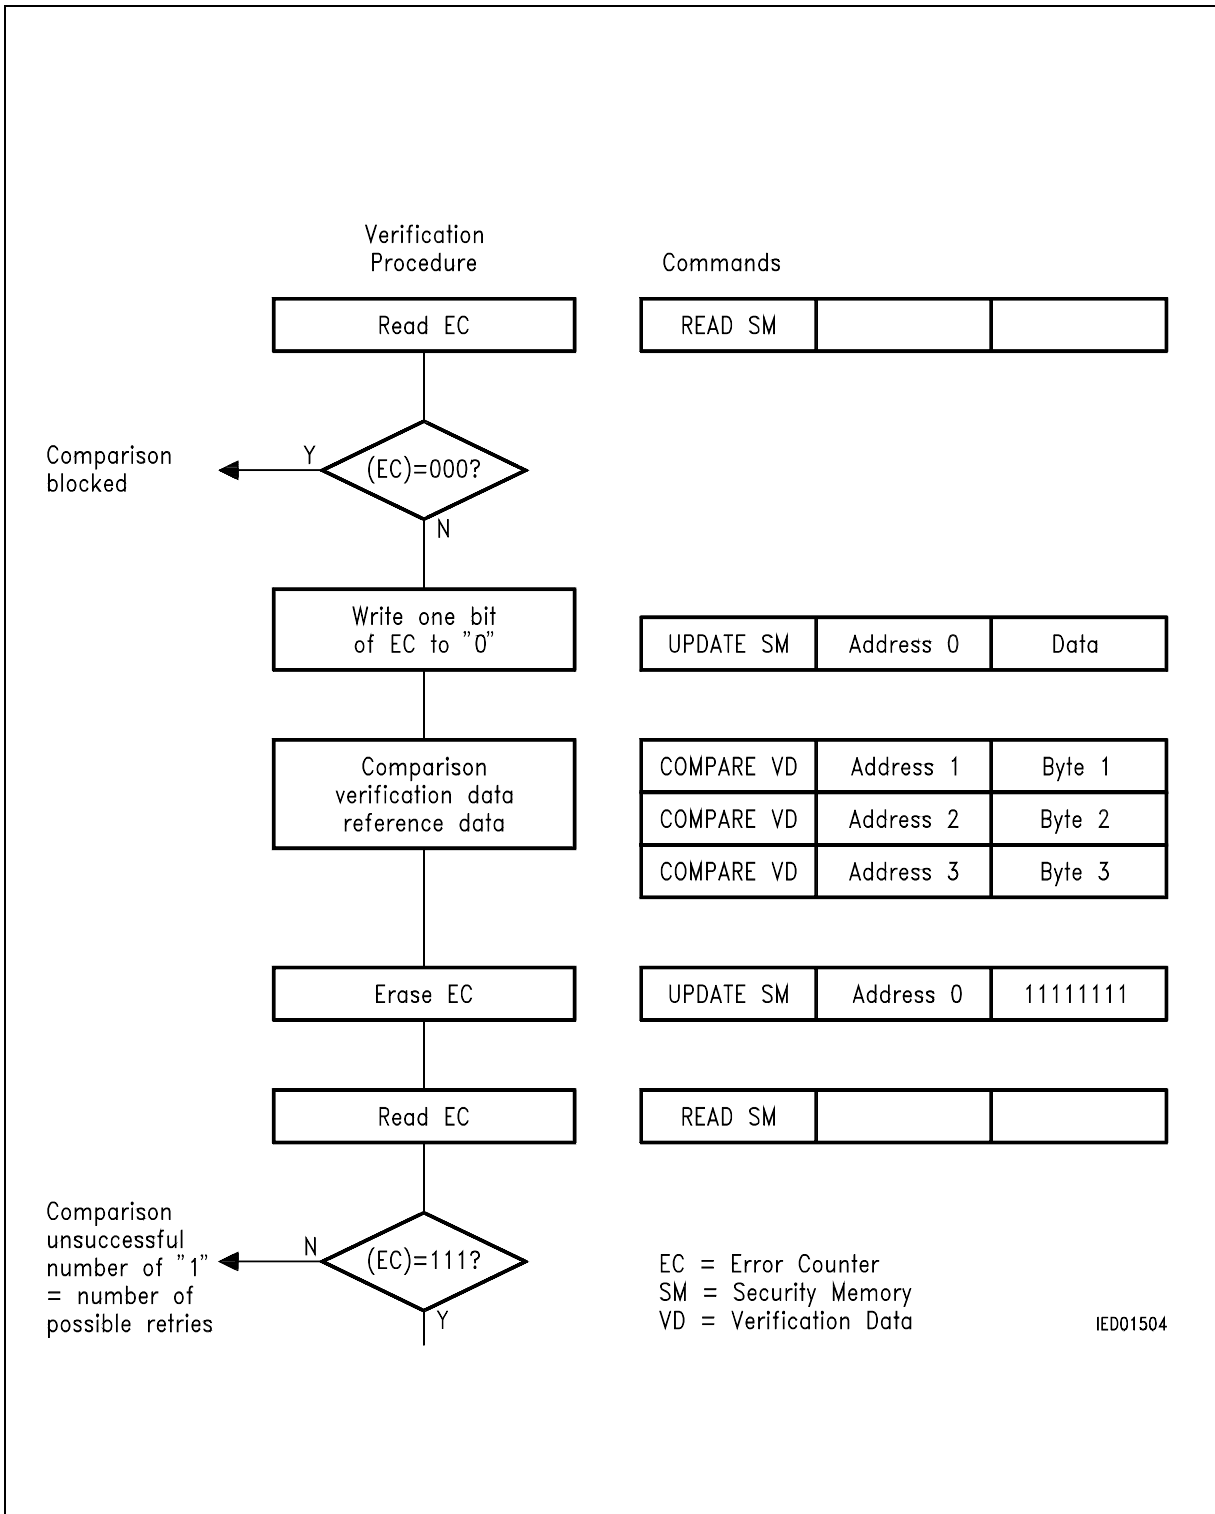 Verification
Procedure
Commands
Read EC
READ SM
Comparison
blocked
Y
(EC)=000?
N
Write one bit
of EC to "0"
UPDATE SM Address 0 Data
Comparison
verification data
reference data
COMPARE VD Address 1 Byte 1
COMPARE VD Address 2 Byte 2
COMPARE VD Address 3 Byte 3
Erase EC
UPDATE SM Address 0 11111111
Read EC
READ SM
Comparison
unsuccessful
number of "1"
= number of
possible retries
N
(EC)=111?
Y
EC = Error Counter
SM = Security Memory
VD = Verification Data
IED01504